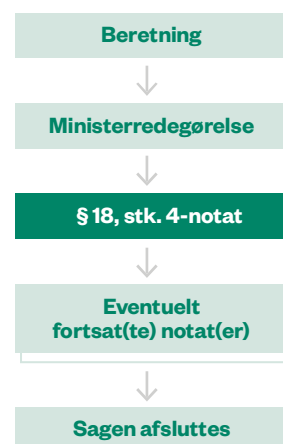 Beretning
Ministerredegørelse
§ 18, stk. 4-notat
Eventuelt
fortsat(te) notat(er)
Sagen afsluttes